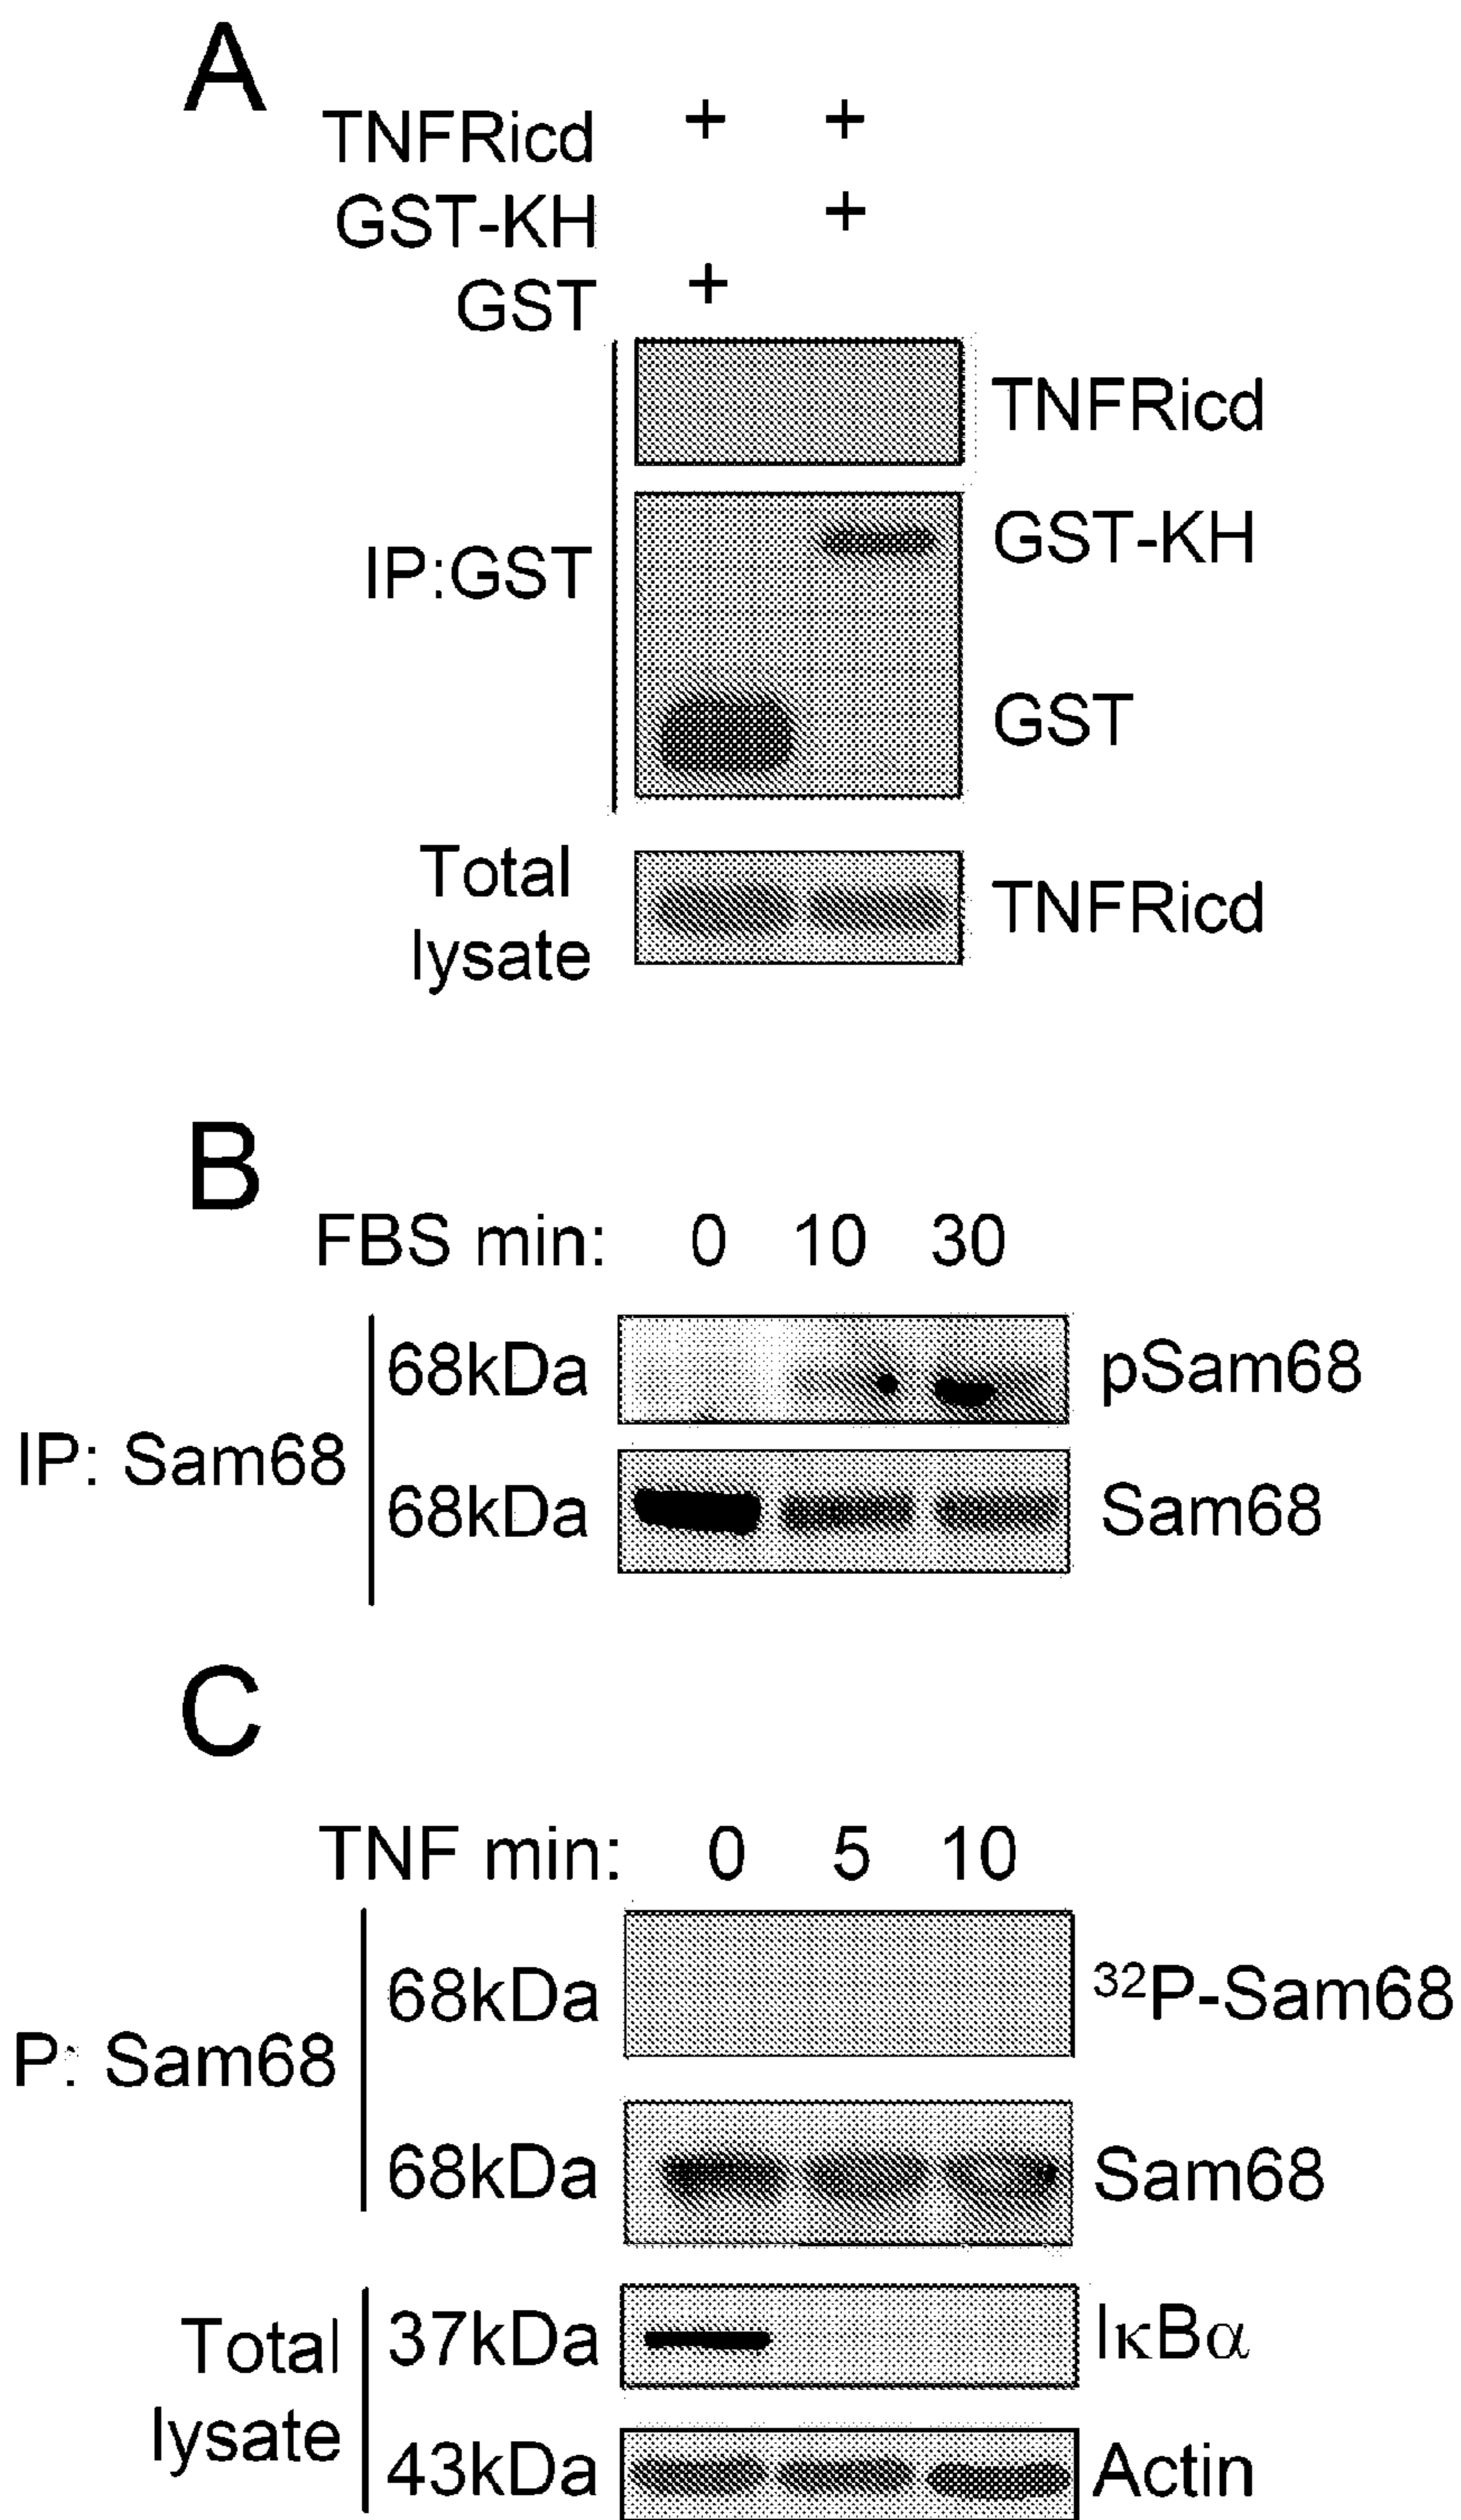 A
TNFRicd + +
GST-KH +
GST +
TNFRicd
GST-KH
IP:GST
GST
Total
lysate
TNFRicd
B
FBS min: 0 10 30
68kDa pSam68
IP: Sam68
68kDa Sam68
C
TNF min: 0 5 10
68kDa ³²P-Sam68
P: Sam68
68kDa Sam68
Total
lysate
37kDa IκBα
43kDa Actin